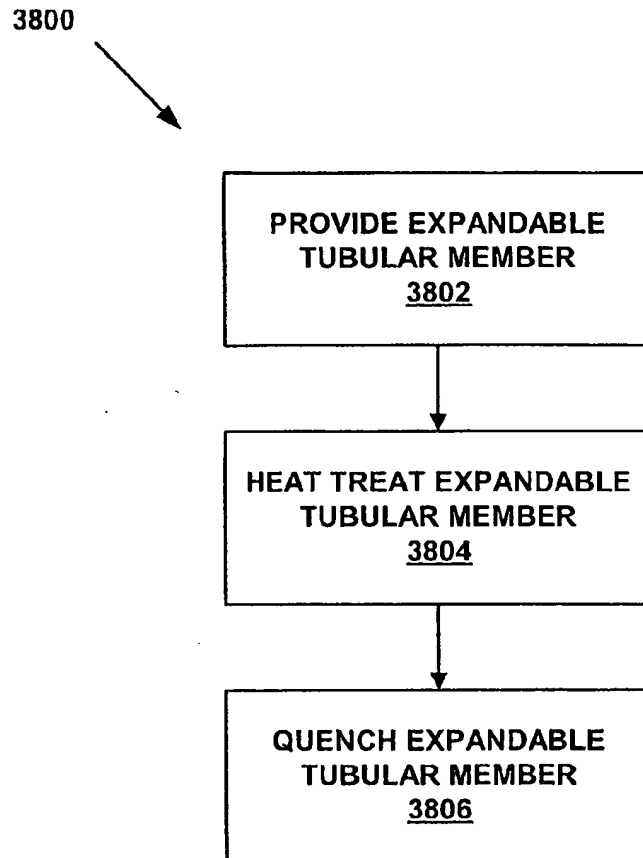 3800
PROVIDE EXPANDABLE
TUBULAR MEMBER
3802
HEAT TREAT EXPANDABLE
TUBULAR MEMBER
3804
QUENCH EXPANDABLE
TUBULAR MEMBER
3806